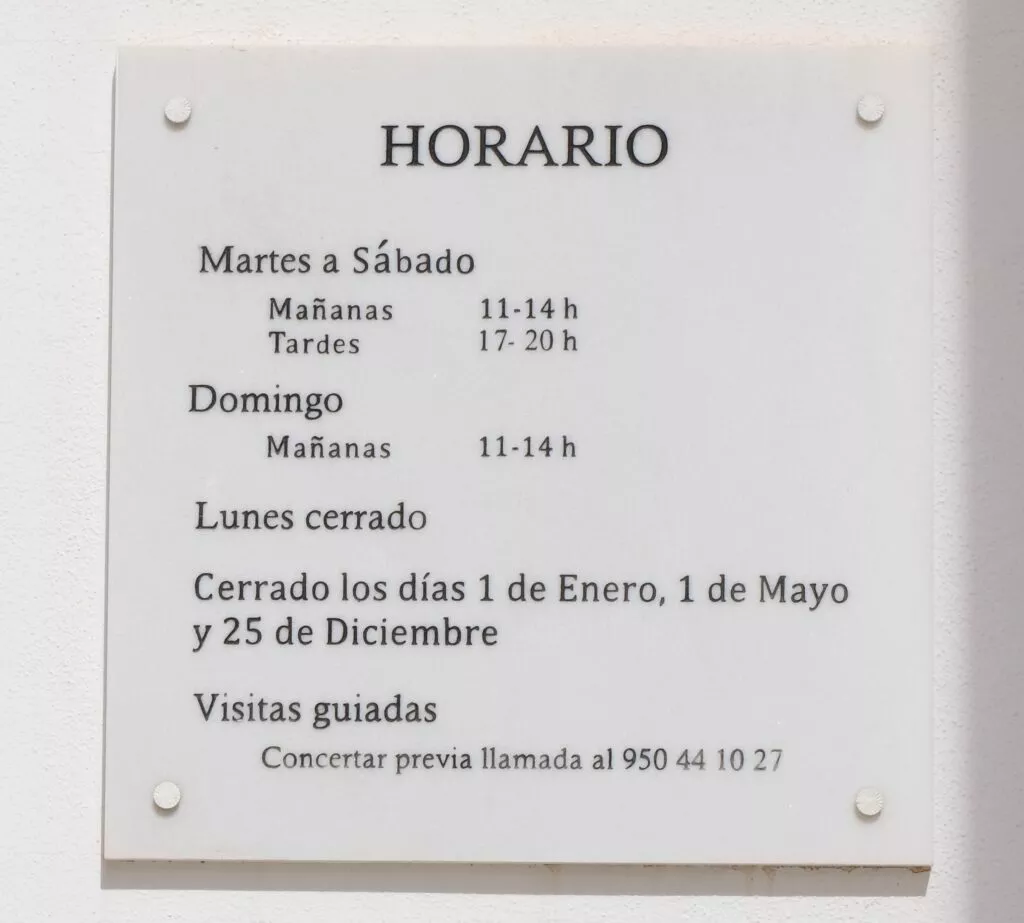 HORARIO
Martes a Sábado
Mañanas 11-14 h
Tardes 17- 20 h
Domingo
Mañanas 11-14 h
Lunes cerrado
Cerrado los días 1 de Enero, 1 de Mayo
y 25 de Diciembre
Visitas guiadas
Concertar previa llamada al 950 44 10 27